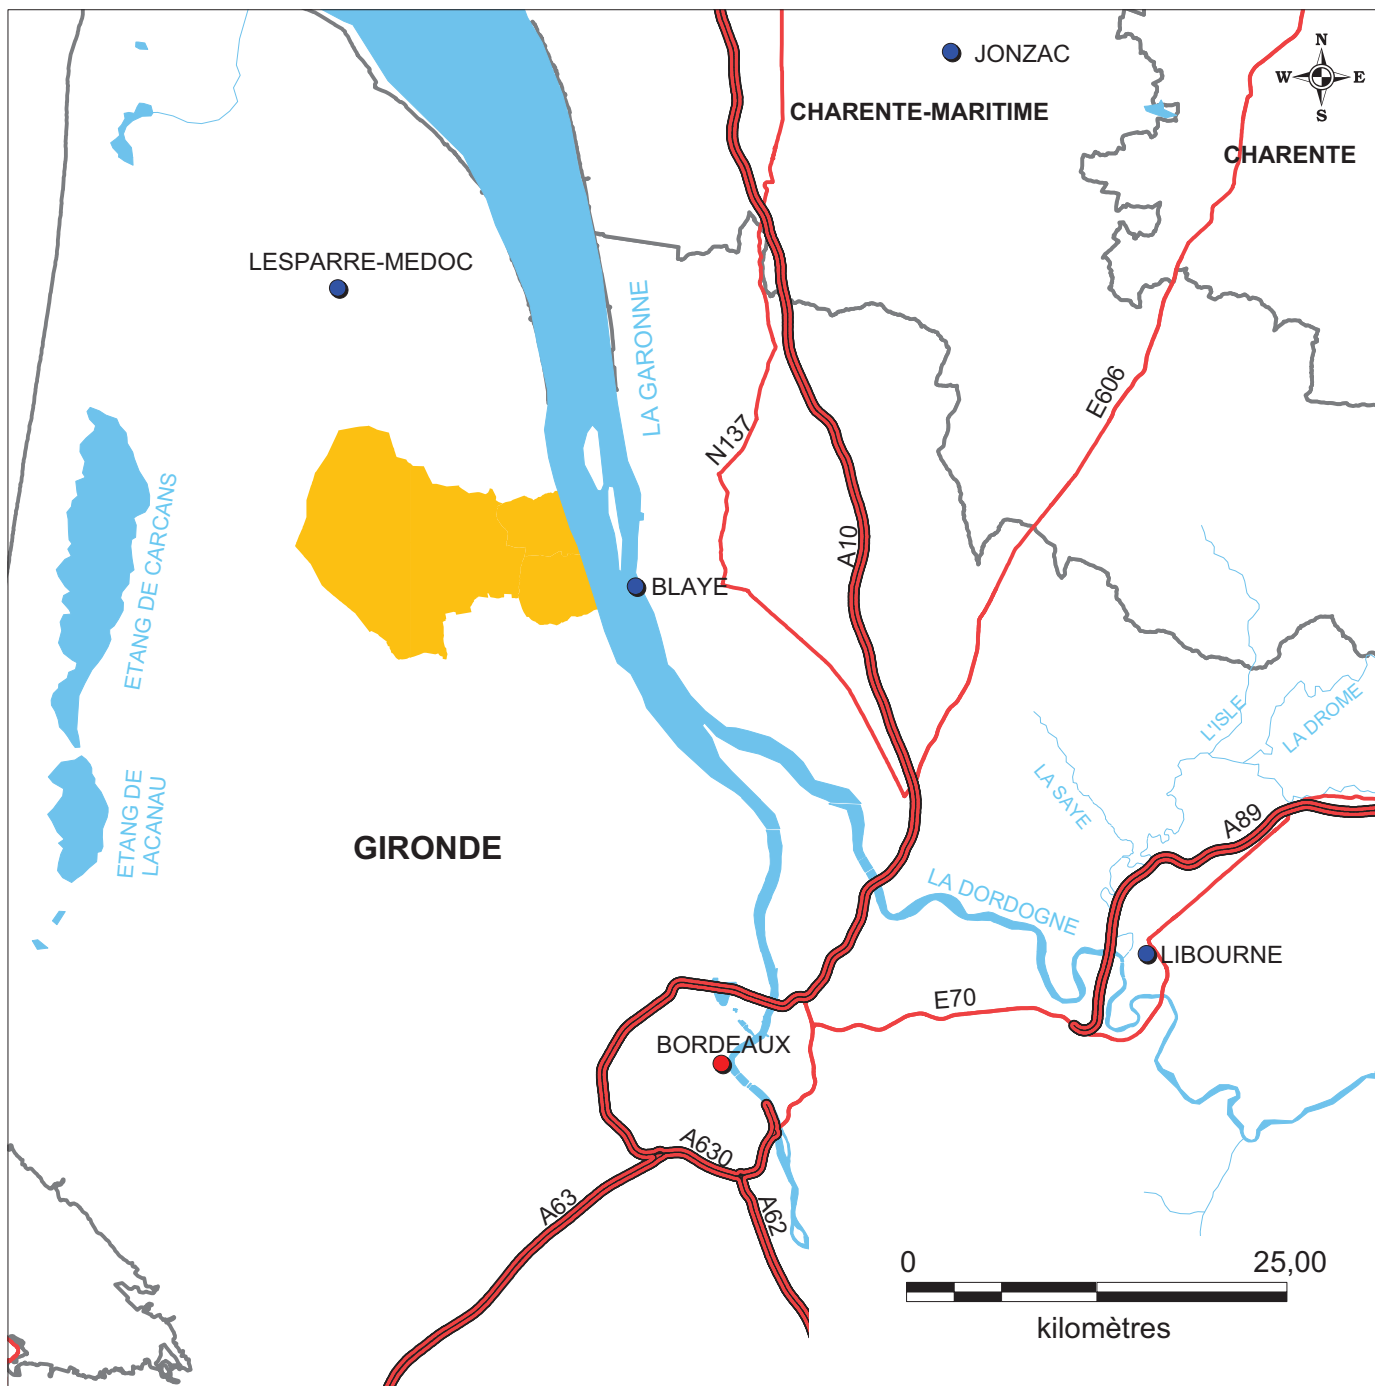 N
W
E
S
JONZAC
CHARENTE-MARITIME
CHARENTE
LESPARRE-MEDOC
LA GARONNE
E606
N137
ETANG DE CARCANS
A10
BLAYE
L'ISLE
LA DROME
LA SAYE
ETANG DE
LACANAU
A89
GIRONDE
LA DORDOGNE
LIBOURNE
E70
BORDEAUX
A630
A63
A62
0
25,00
kilomètres